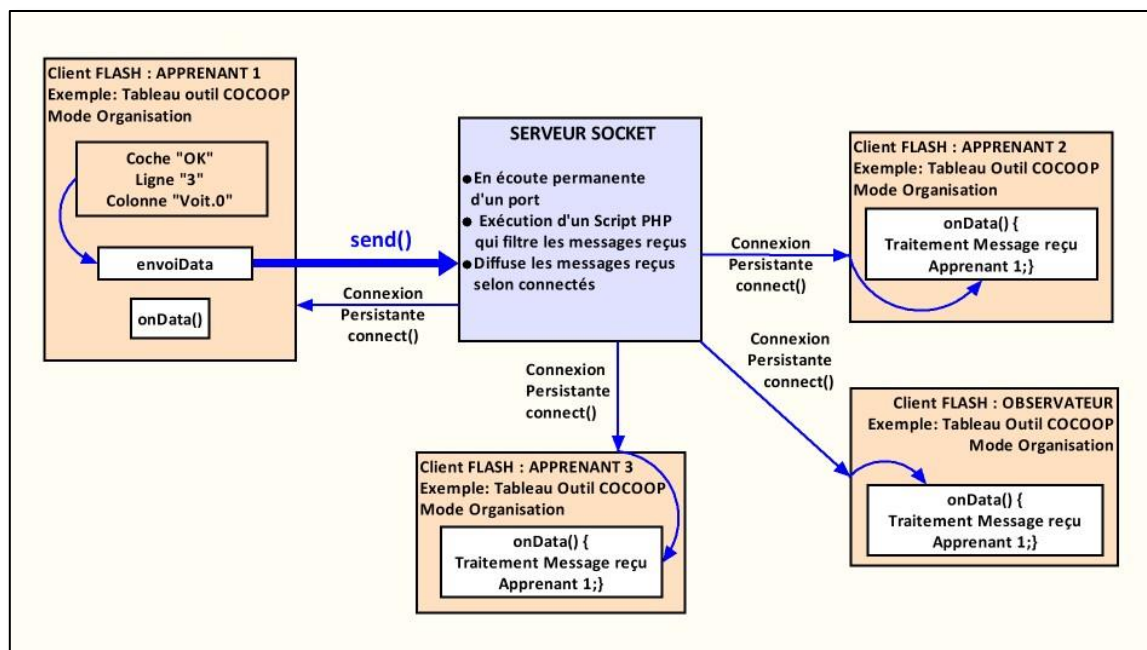 Client FLASH : APPRENANT 1
Exemple: Tableau outil COCOOP
Mode Organisation
Coche "OK"
Ligne "3"
Colonne "Voit.0"
envoiData
onData()
send()
Connexion
Persistante
connect()
SERVEUR SOCKET
● En écoute permanente
d'un port
● Exécution d'un Script PHP
qui filtre les messages reçus
● Diffuse les messages reçus
selon connectés
Connexion
Persistante
connect()
Client FLASH : APPRENANT 2
Exemple: Tableau Outil COCOOP
Mode Organisation
onData() {
Traitement Message reçu
Apprenant 1;}
Connexion
Persistante
connect()
Connexion
Persistante
connect()
Client FLASH : OBSERVATEUR
Exemple: Tableau Outil COCOOP
Mode Organisation
onData() {
Traitement Message reçu
Apprenant 1;}
Client FLASH : APPRENANT 3
Exemple: Tableau Outil COCOOP
Mode Organisation
onData() {
Traitement Message reçu
Apprenant 1;}